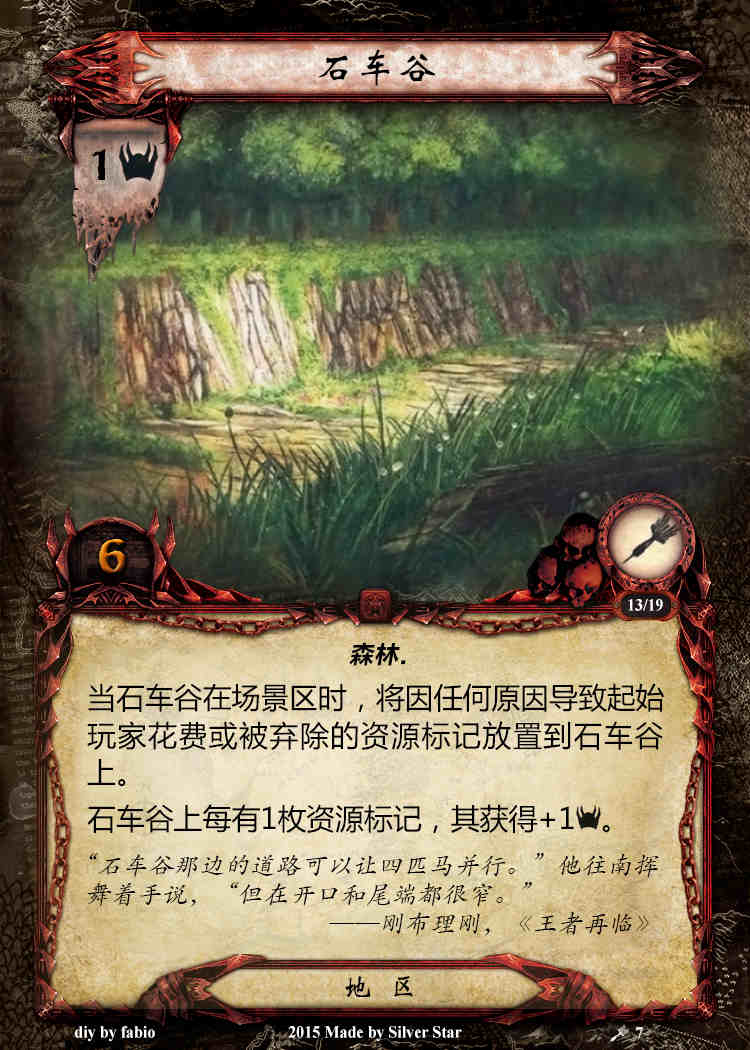 石车谷
1
6
13/19
森林.
当石车谷在场景区时，将因任何原因导致起始
玩家花费或被弃除的资源标记放置到石车谷
上。
石车谷上每有1枚资源标记，其获得+1。
“石车谷那边的道路可以让四匹马并行。”他往南挥
舞着手说，“但在开口和尾端都很窄。”
——刚布理刚，《王者再临》
地 区
diy by fabio 2015 Made by Silver Star 7